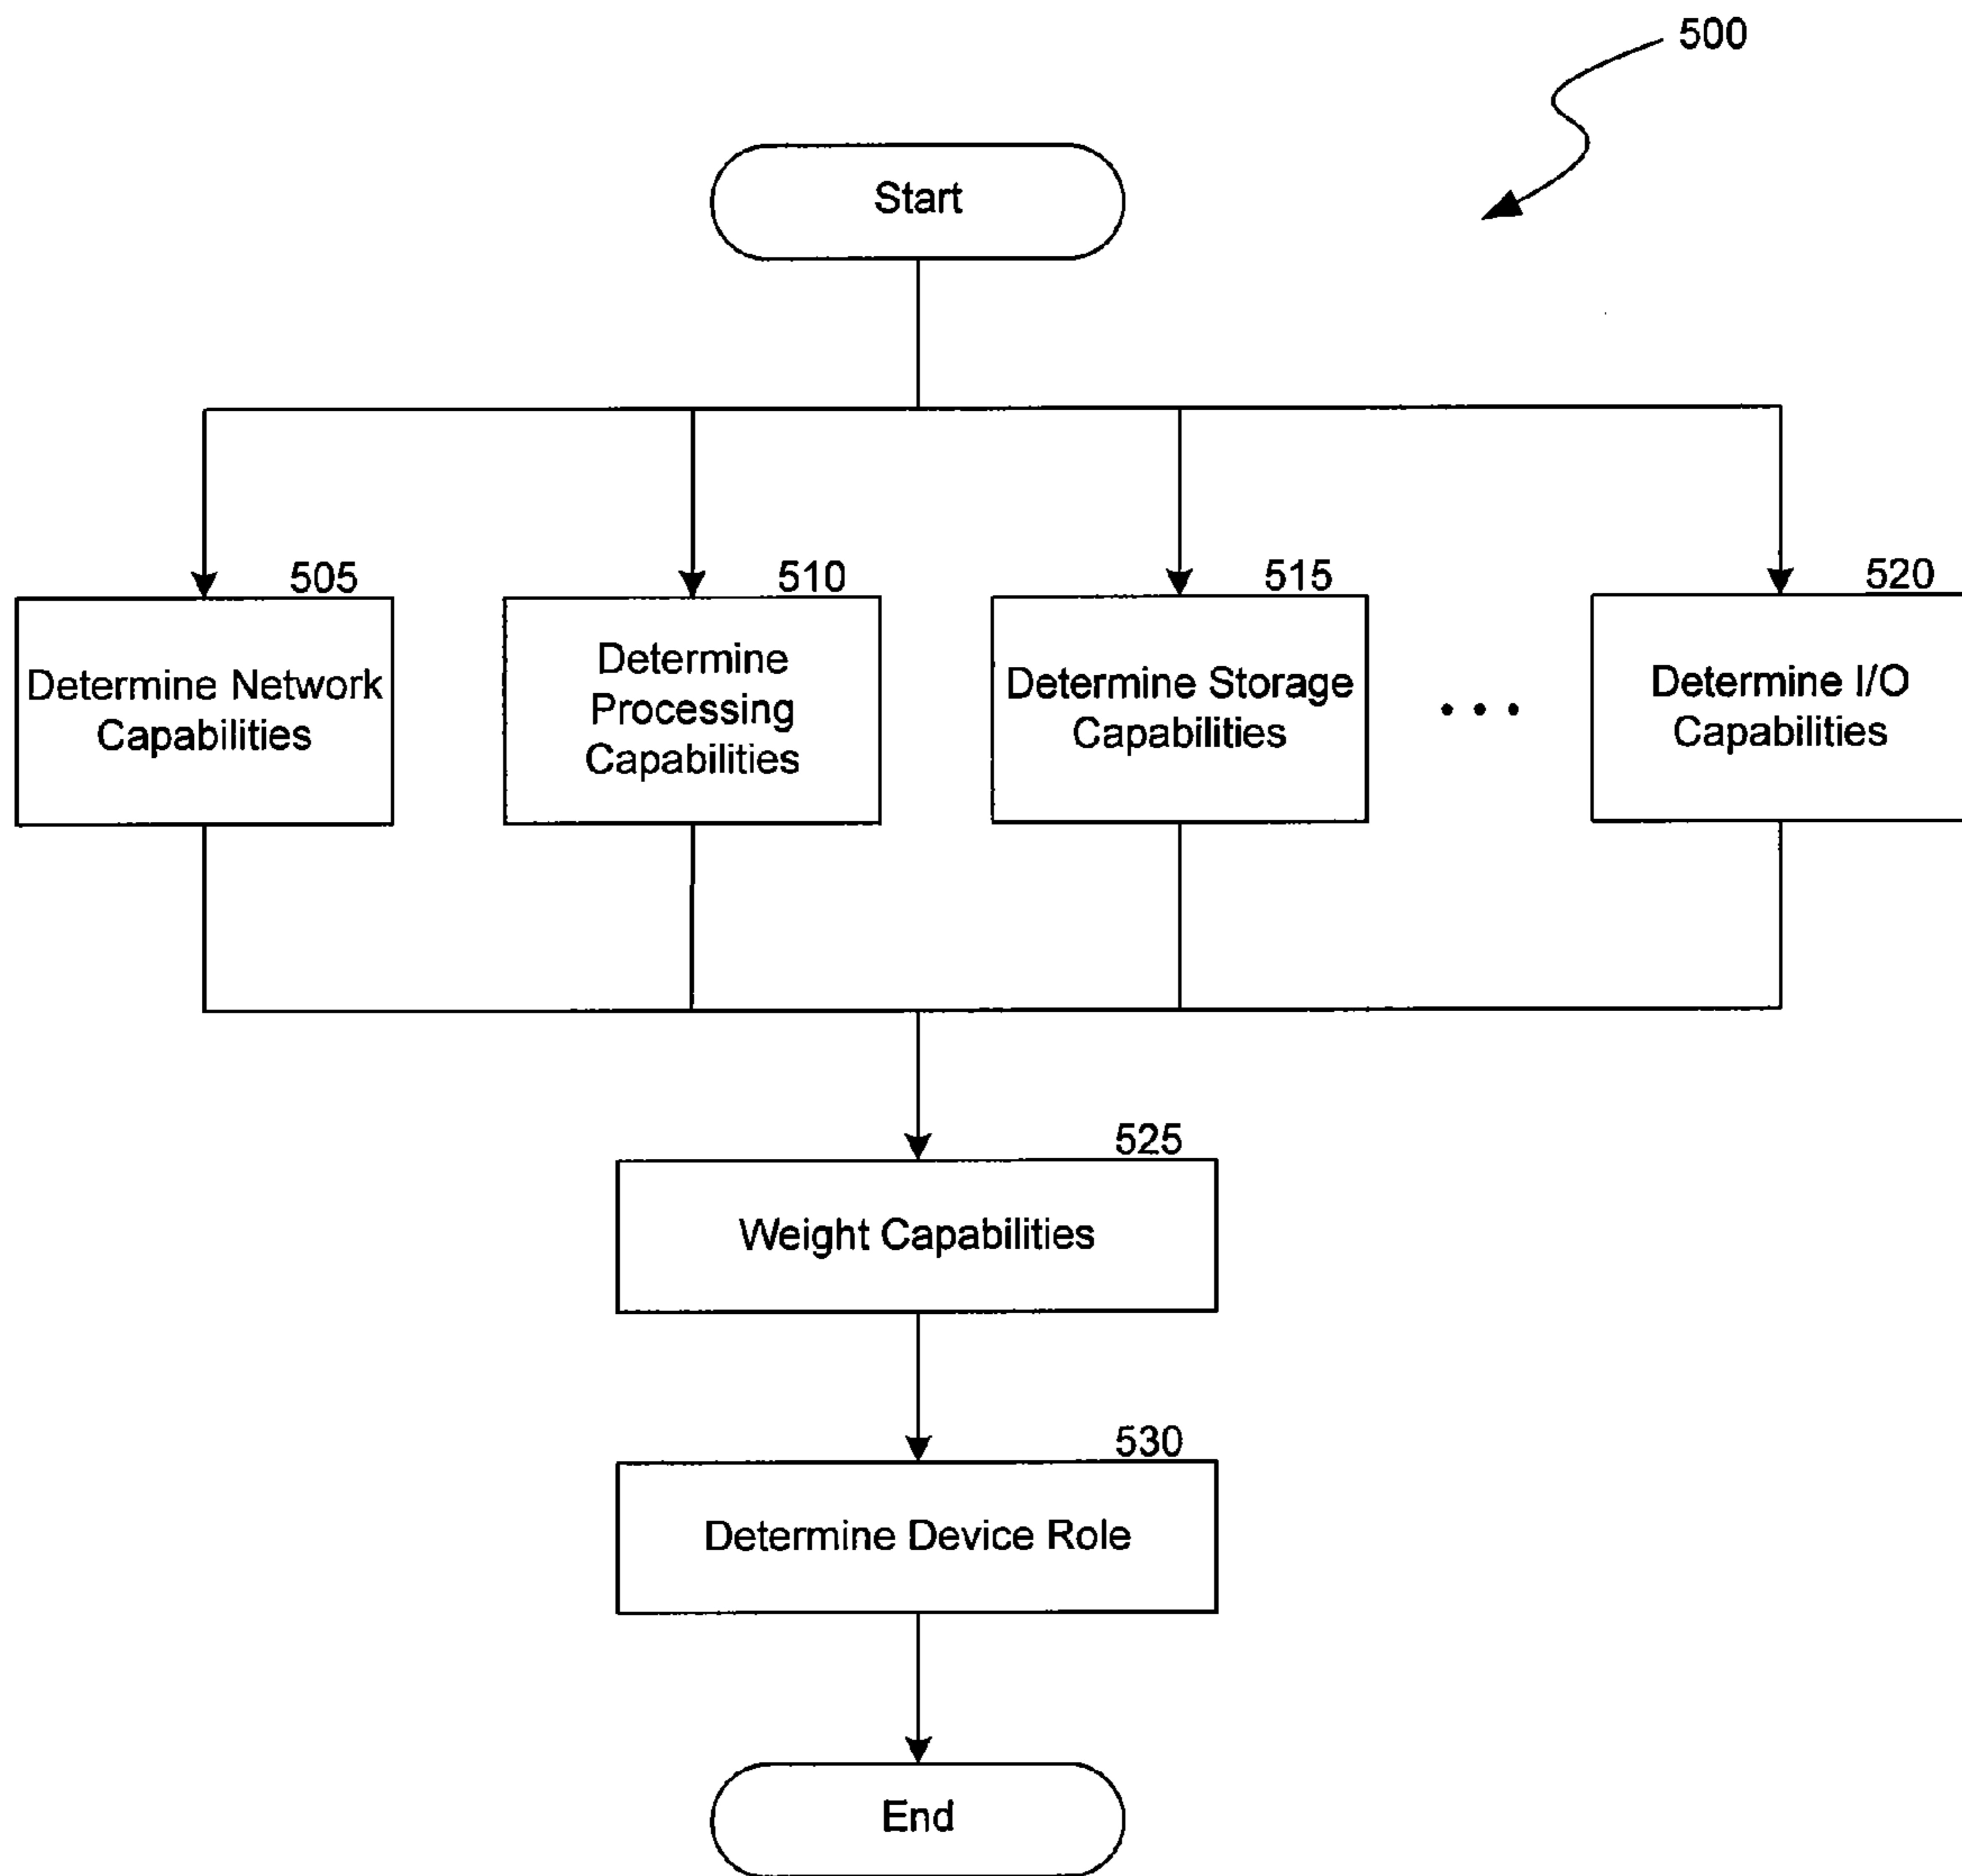 500
Start
505
510
515
520
Determine Network
Capabilities
Determine
Processing
Capabilities
Determine Storage
Capabilities
• • •
Determine I/O
Capabilities
525
Weight Capabilities
530
Determine Device Role
End